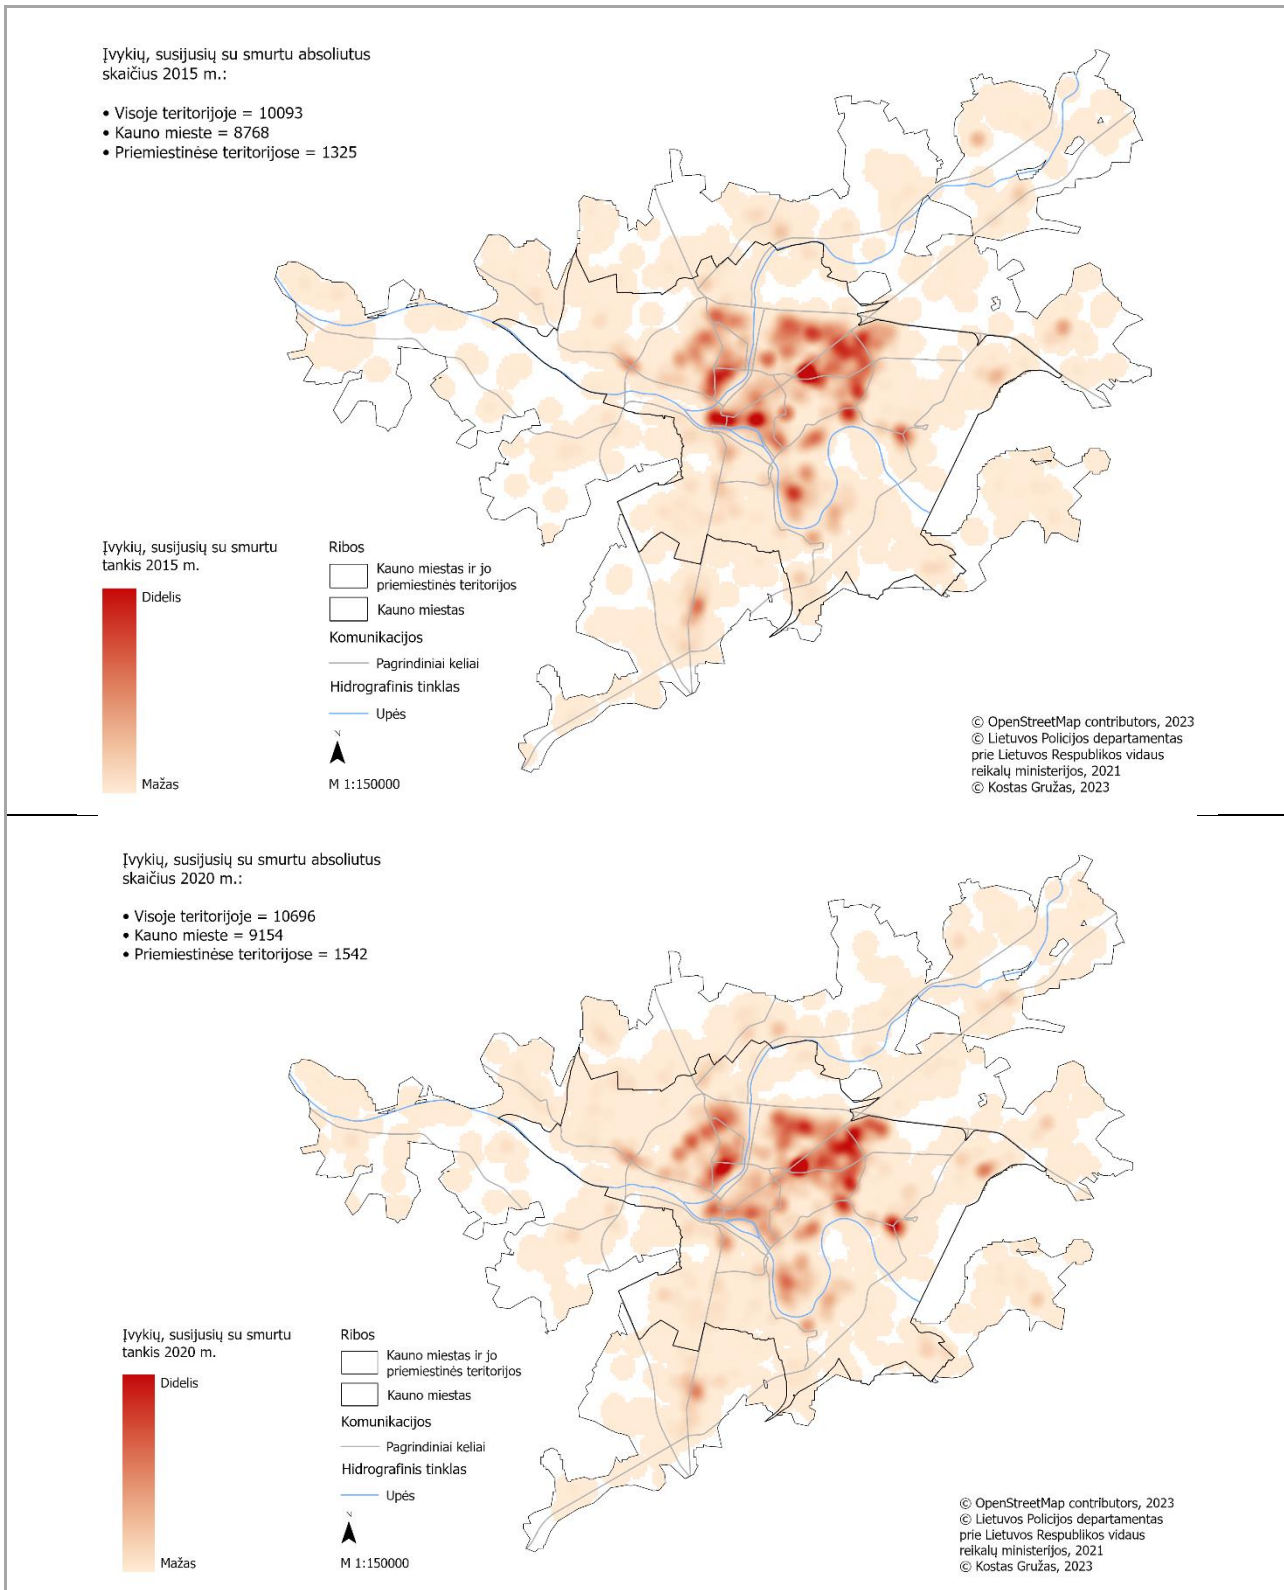 Įvykių, susijusių su smurtu absoliutus
skaičius 2015 m.:
• Visoje teritorijoje = 10093
• Kauno mieste = 8768
• Priemiestinėse teritorijose = 1325
Įvykių, susijusių su smurtu
tankis 2015 m.
Didelis
Mažas
Ribos
Kauno miestas ir jo
priemiestinės teritorijos
Kauno miestas
Komunikacijos
Pagrindiniai keliai
Hidrografinis tinklas
Upės
N
M 1:150000
© OpenStreetMap contributors, 2023
© Lietuvos Policijos departamentas
prie Lietuvos Respublikos vidaus
reikalų ministerijos, 2021
© Kostas Gružas, 2023
Įvykių, susijusių su smurtu absoliutus
skaičius 2020 m.:
• Visoje teritorijoje = 10696
• Kauno mieste = 9154
• Priemiestinėse teritorijose = 1542
Įvykių, susijusių su smurtu
tankis 2020 m.
Didelis
Mažas
Ribos
Kauno miestas ir jo
priemiestinės teritorijos
Kauno miestas
Komunikacijos
Pagrindiniai keliai
Hidrografinis tinklas
Upės
N
M 1:150000
© OpenStreetMap contributors, 2023
© Lietuvos Policijos departamentas
prie Lietuvos Respublikos vidaus
reikalų ministerijos, 2021
© Kostas Gružas, 2023